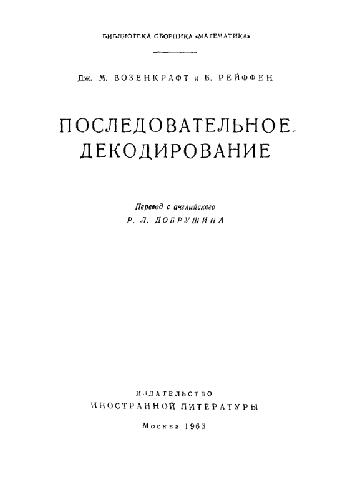 БИБЛИОТЕКА СБОРНИКА «МАТЕМАТИКА»
Дж. М. ВОЗЕНКРАФТ и Б. РЕЙФФЕН
ПОСЛЕДОВАТЕЛЬНОЕ
ДЕКОДИРОВАНИЕ
Перевод с английского
Р. Л. ДОБРУШИНА
ИЗДАТЕЛЬСТВО
ИНОСТРАННОЙ ЛИТЕРАТУРЫ
Москва 1963